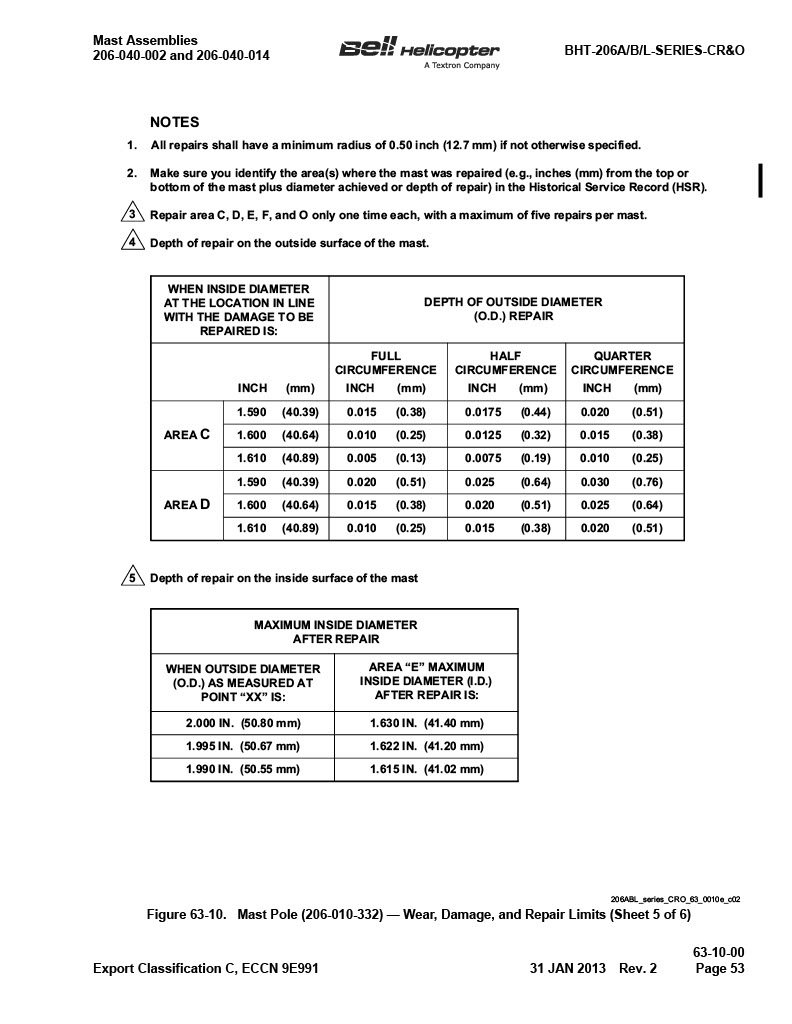 Mast Assemblies
206-040-002 and 206-040-014
Bell Helicopter
A Textron Company
BHT-206A/B/L-SERIES-CR&O
NOTES
1. All repairs shall have a minimum radius of 0.50 inch (12.7 mm) if not otherwise specified.
2. Make sure you identify the area(s) where the mast was repaired (e.g., inches (mm) from the top or
bottom of the mast plus diameter achieved or depth of repair) in the Historical Service Record (HSR).
3 Repair area C, D, E, F, and O only one time each, with a maximum of five repairs per mast.
4 Depth of repair on the outside surface of the mast.
WHEN INSIDE DIAMETER
AT THE LOCATION IN LINE
WITH THE DAMAGE TO BE
REPAIRED IS:
DEPTH OF OUTSIDE DIAMETER
(O.D.) REPAIR
FULL
CIRCUMFERENCE
HALF
CIRCUMFERENCE
QUARTER
CIRCUMFERENCE
INCH (mm) INCH (mm) INCH (mm) INCH (mm)
AREA C
1.590 (40.39) 0.015 (0.38) 0.0175 (0.44) 0.020 (0.51)
1.600 (40.64) 0.010 (0.25) 0.0125 (0.32) 0.015 (0.38)
1.610 (40.89) 0.005 (0.13) 0.0075 (0.19) 0.010 (0.25)
AREA D
1.590 (40.39) 0.020 (0.51) 0.025 (0.64) 0.030 (0.76)
1.600 (40.64) 0.015 (0.38) 0.020 (0.51) 0.025 (0.64)
1.610 (40.89) 0.010 (0.25) 0.015 (0.38) 0.020 (0.51)
5 Depth of repair on the inside surface of the mast
MAXIMUM INSIDE DIAMETER
AFTER REPAIR
WHEN OUTSIDE DIAMETER
(O.D.) AS MEASURED AT
POINT “XX” IS:
AREA “E” MAXIMUM
INSIDE DIAMETER (I.D.)
AFTER REPAIR IS:
2.000 IN. (50.80 mm) 1.630 IN. (41.40 mm)
1.995 IN. (50.67 mm) 1.622 IN. (41.20 mm)
1.990 IN. (50.55 mm) 1.615 IN. (41.02 mm)
206ABL_series_CRO_63_0010e_c02
Figure 63-10. Mast Pole (206-010-332) — Wear, Damage, and Repair Limits (Sheet 5 of 6)
63-10-00
Export Classification C, ECCN 9E991 31 JAN 2013 Rev. 2 Page 53